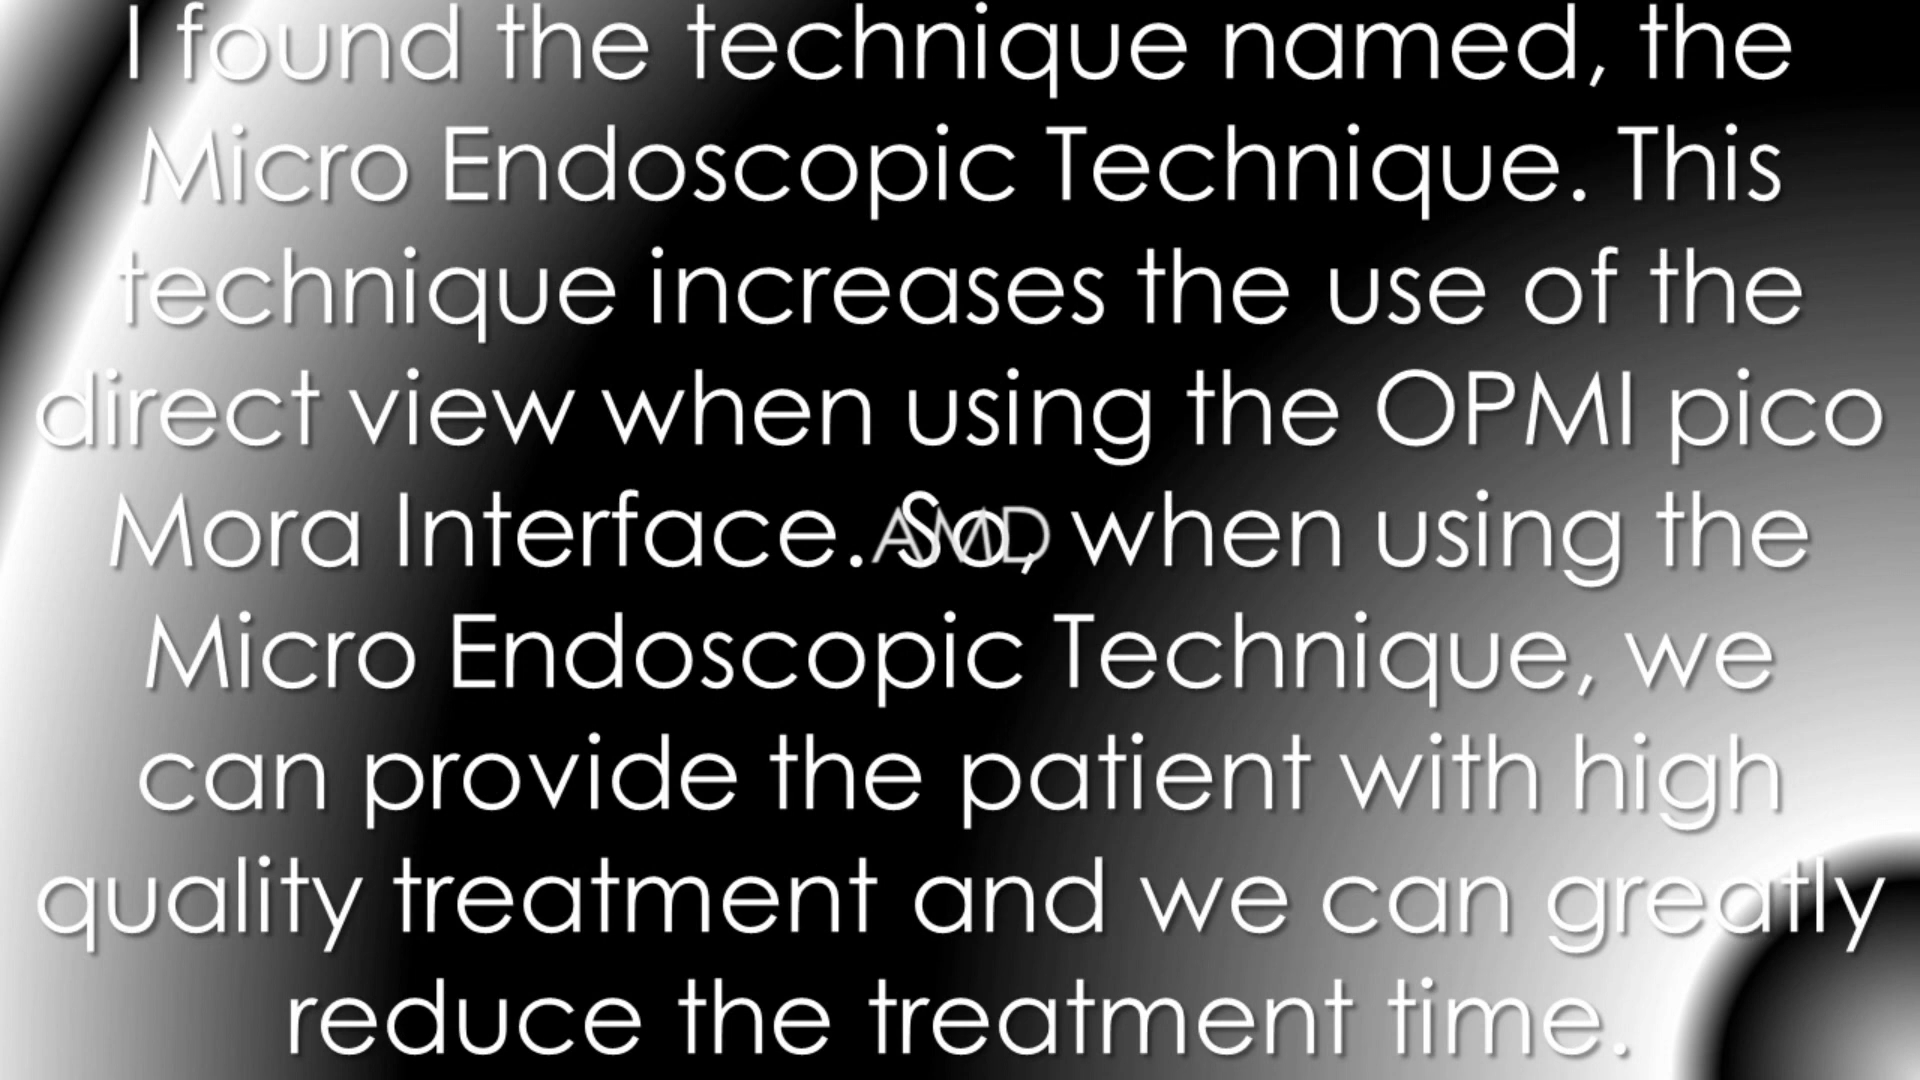 I found the technique named, the
Micro Endoscopic Technique. This
technique increases the use of the
direct view when using the OPMI pico
Mora Interface. So, when using the
AMD
Micro Endoscopic Technique, we
can provide the patient with high
quality treatment and we can greatly
reduce the treatment time.